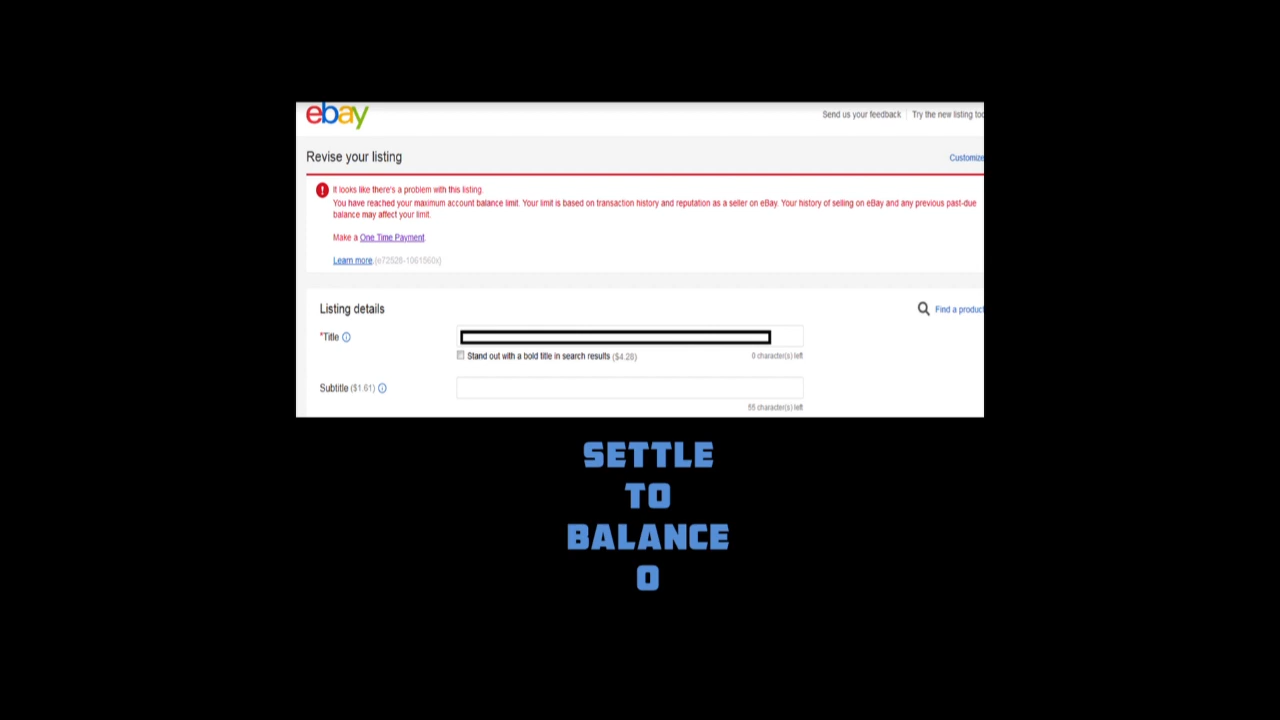 ebay
Send us your feedback | Try the new listing too
Revise your listing
Customize
It looks like there's a problem with this listing.
You have reached your maximum account balance limit. Your limit is based on transaction history and reputation as a seller on eBay. Your history of selling on eBay and any previous past-due
balance may affect your limit.
Make a One Time Payment.
Learn more.(e72528-1061560x)
Listing details
Find a product
*Title
Stand out with a bold title in search results ($4.28)
0 character(s) left
Subtitle ($1.61)
55 character(s) left
SETTLE
TO
BALANCE
0